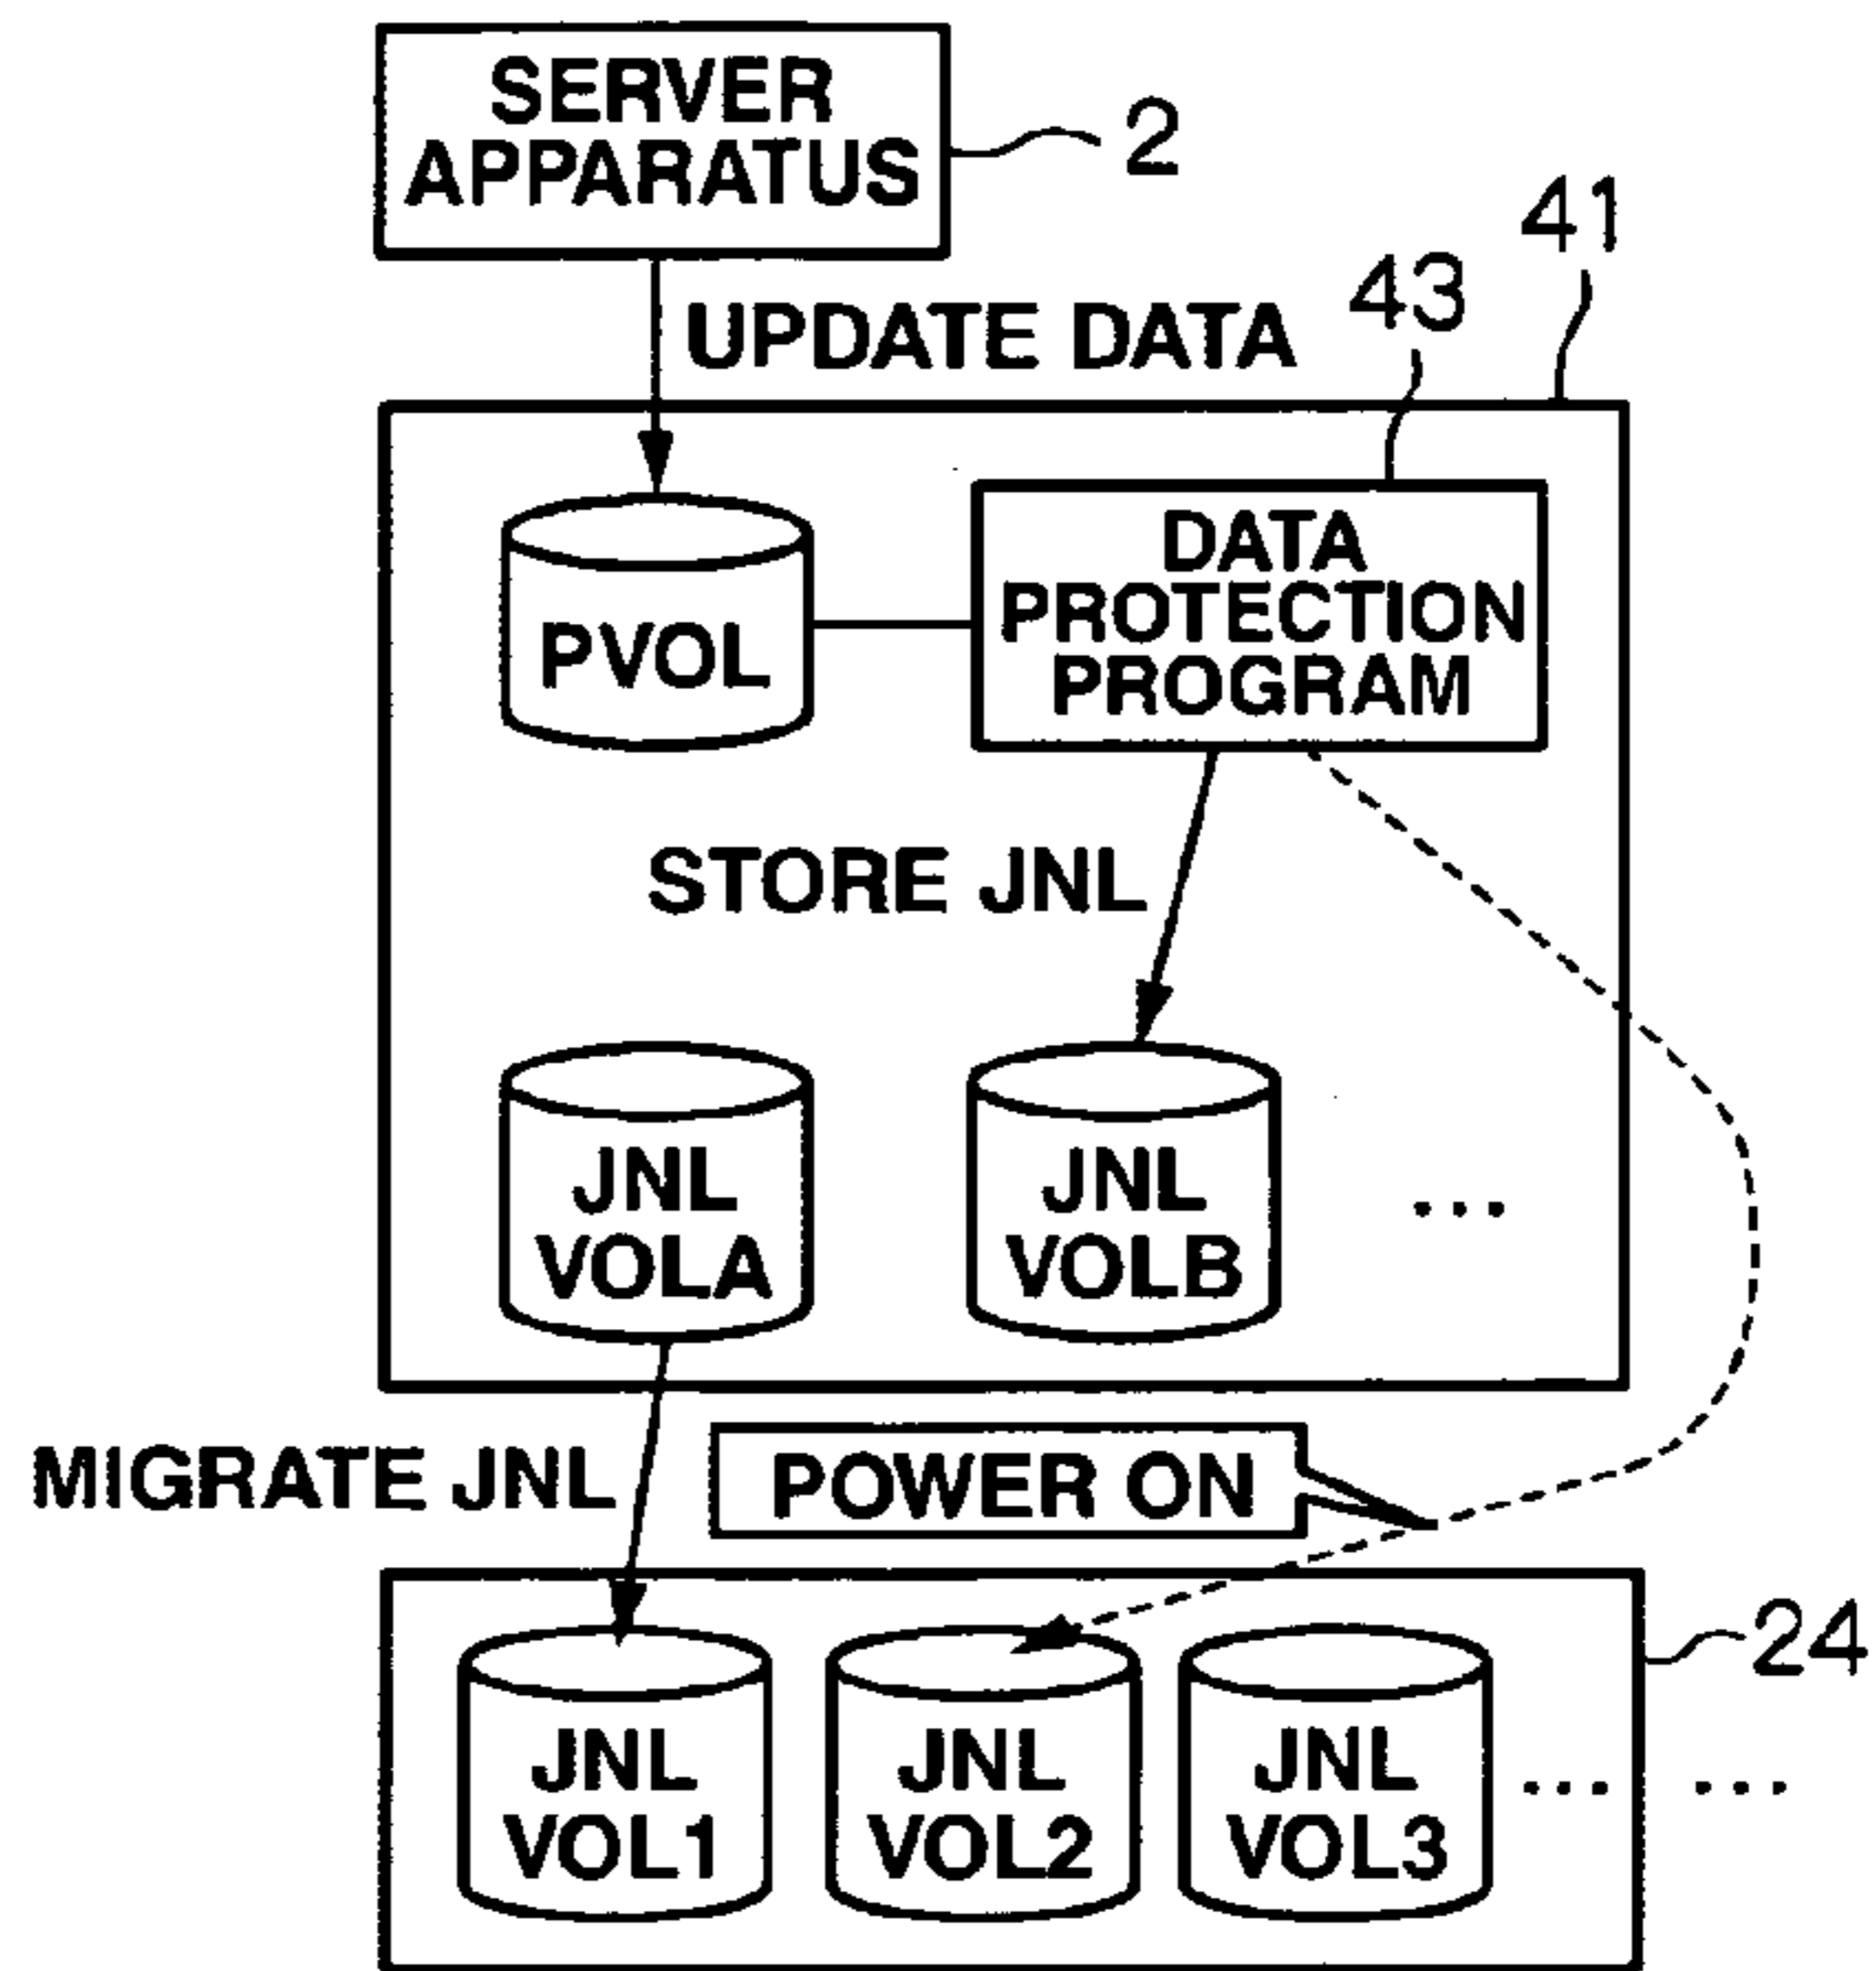 SERVER
APPARATUS
2
41
43
UPDATE DATA
DATA
PROTECTION
PROGRAM
PVOL
STORE JNL
JNL
VOLA
JNL
VOLB
...
MIGRATE JNL
POWER ON
24
JNL
VOL1
JNL
VOL2
JNL
VOL3
... ...